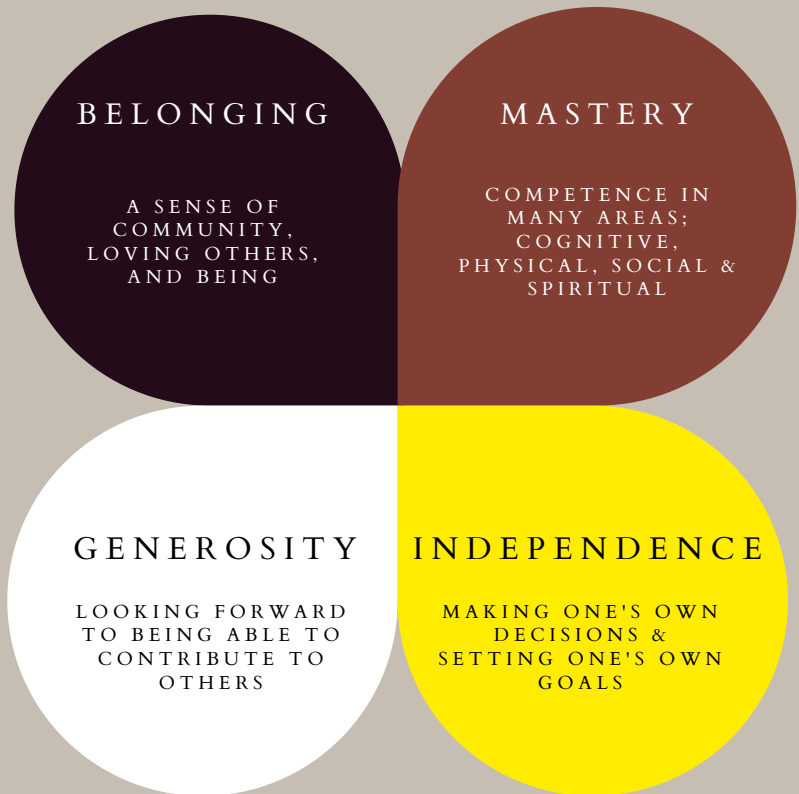 BELONGING
A SENSE OF
COMMUNITY,
LOVING OTHERS,
AND BEING
MASTERY
COMPETENCE IN
MANY AREAS;
COGNITIVE,
PHYSICAL, SOCIAL &
SPIRITUAL
GENEROSITY
LOOKING FORWARD
TO BEING ABLE TO
CONTRIBUTE TO
OTHERS
INDEPENDENCE
MAKING ONE'S OWN
DECISIONS &
SETTING ONE'S OWN
GOALS